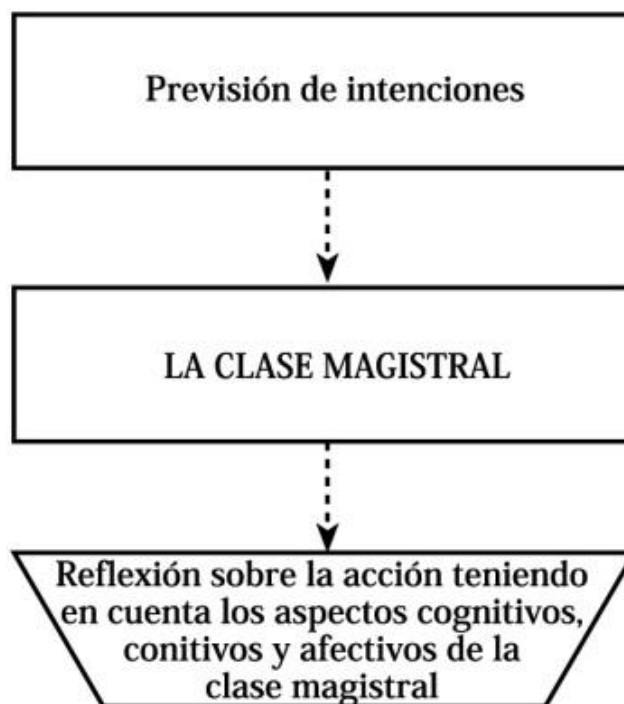 Previsión de intenciones
LA CLASE MAGISTRAL
Reflexión sobre la acción teniendo
en cuenta los aspectos cognitivos,
conitivos y afectivos de la
clase magistral